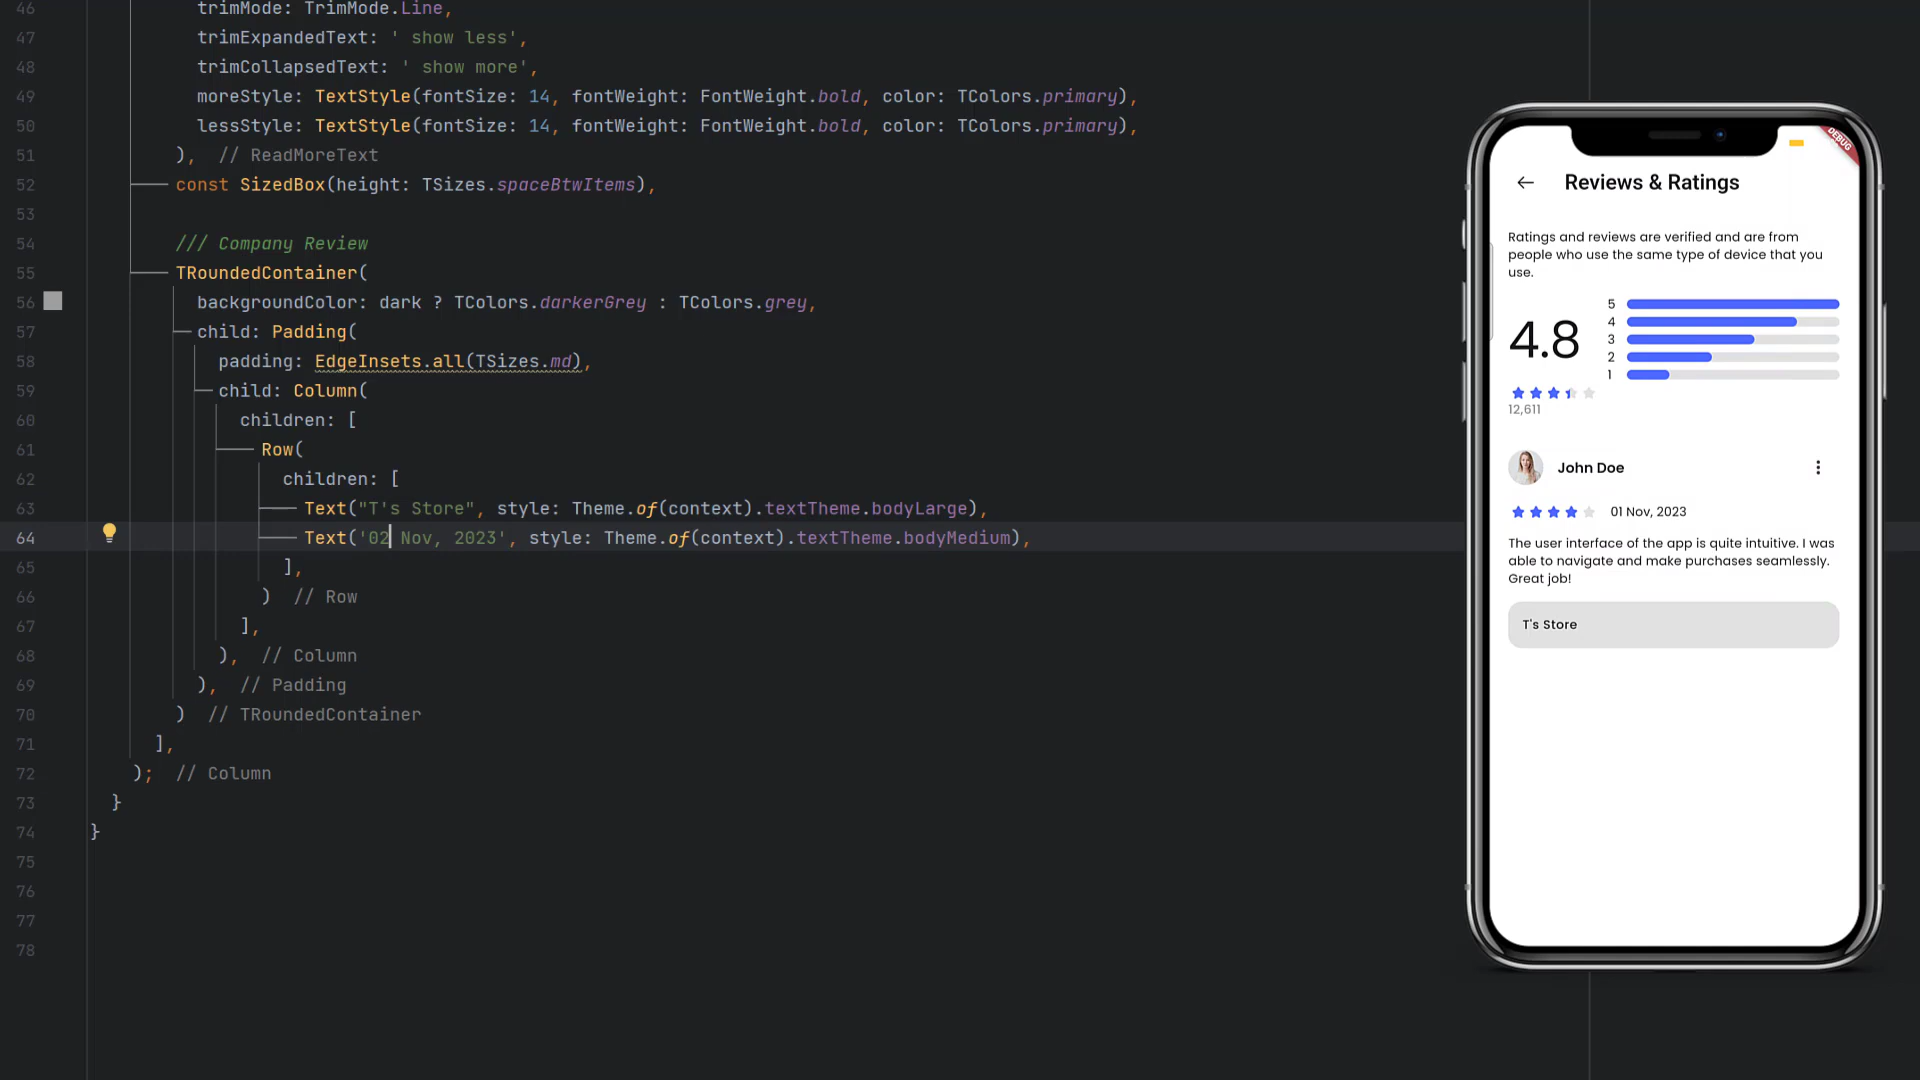 46 trimMode: TrimMode.Line,
47 trimExpandedText: ' show less',
48 trimCollapsedText: ' show more',
49 moreStyle: TextStyle(fontSize: 14, fontWeight: FontWeight.bold, color: TColors.primary),
50 lessStyle: TextStyle(fontSize: 14, fontWeight: FontWeight.bold, color: TColors.primary),
51 ), // ReadMoreText
52 const SizedBox(height: TSizes.spaceBtwItems),
53
54 /// Company Review
55 TRoundedContainer(
56 backgroundColor: dark ? TColors.darkerGrey : TColors.grey,
57 child: Padding(
58 padding: EdgeInsets.all(TSizes.md),
59 child: Column(
60 children: [
61 Row(
62 children: [
63 Text("T's Store", style: Theme.of(context).textTheme.bodyLarge),
64 Text('02 Nov, 2023', style: Theme.of(context).textTheme.bodyMedium),
65 ],
66 ) // Row
67 ],
68 ), // Column
69 ), // Padding
70 ) // TRoundedContainer
71 ],
72 ); // Column
73 }
74 }
75
76
77
78
DEBUG
Reviews & Ratings
Ratings and reviews are verified and are from
people who use the same type of device that you
use.
4.8
5
4
3
2
1
12,611
John Doe
01 Nov, 2023
The user interface of the app is quite intuitive. I was
able to navigate and make purchases seamlessly.
Great job!
T's Store